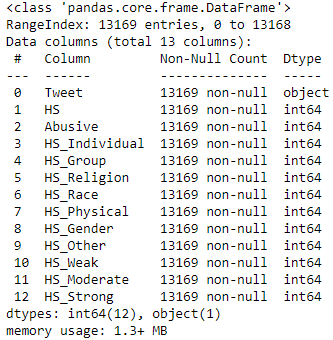 <class 'pandas.core.frame.DataFrame'>
RangeIndex: 13169 entries, 0 to 13168
Data columns (total 13 columns):
 #   Column        Non-Null Count  Dtype
---  ------        --------------  -----
 0   Tweet         13169 non-null  object
 1   HS            13169 non-null  int64
 2   Abusive       13169 non-null  int64
 3   HS_Individual 13169 non-null  int64
 4   HS_Group      13169 non-null  int64
 5   HS_Religion   13169 non-null  int64
 6   HS_Race       13169 non-null  int64
 7   HS_Physical   13169 non-null  int64
 8   HS_Gender     13169 non-null  int64
 9   HS_Other      13169 non-null  int64
 10  HS_Weak       13169 non-null  int64
 11  HS_Moderate   13169 non-null  int64
 12  HS_Strong     13169 non-null  int64
dtypes: int64(12), object(1)
memory usage: 1.3+ MB